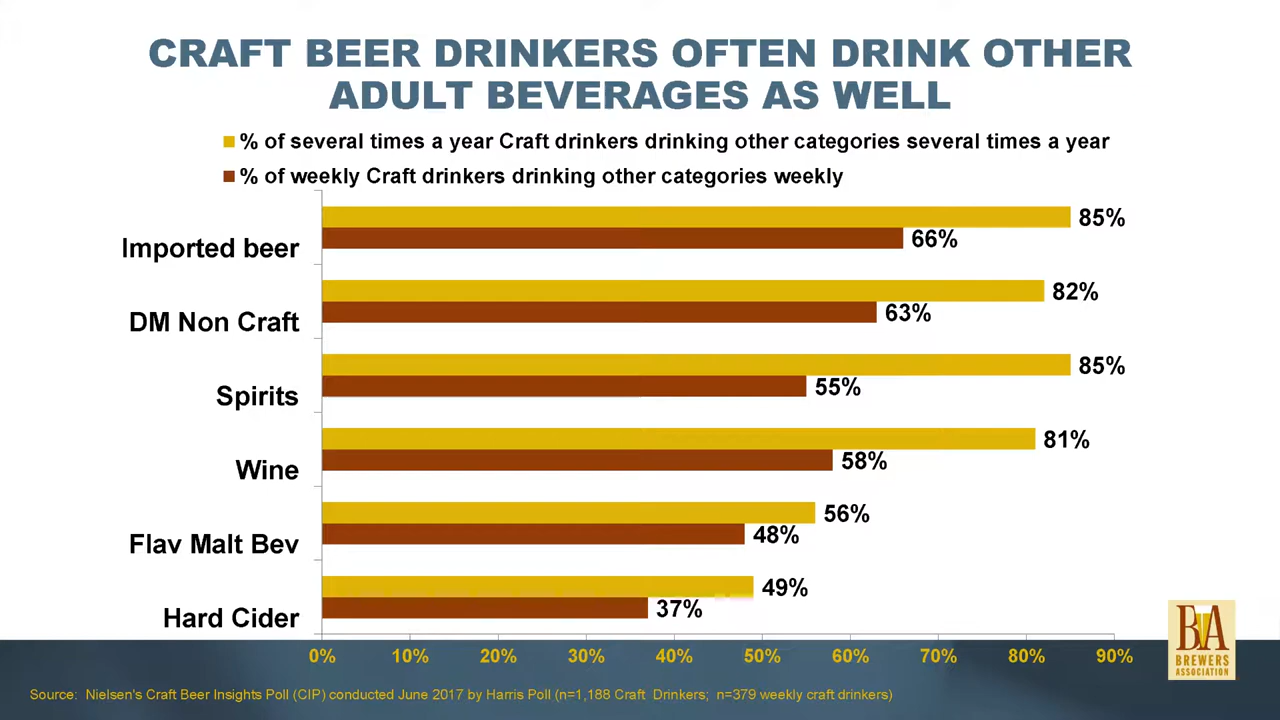 CRAFT BEER DRINKERS OFTEN DRINK OTHER
ADULT BEVERAGES AS WELL
% of several times a year Craft drinkers drinking other categories several times a year
% of weekly Craft drinkers drinking other categories weekly
Imported beer
85%
66%
DM Non Craft
82%
63%
Spirits
85%
55%
Wine
81%
58%
Flav Malt Bev
56%
48%
Hard Cider
49%
37%
0% 10% 20% 30% 40% 50% 60% 70% 80% 90%
BA
BREWERS
ASSOCIATION
Source: Nielsen's Craft Beer Insights Poll (CIP) conducted June 2017 by Harris Poll (n=1,188 Craft Drinkers; n=379 weekly craft drinkers)